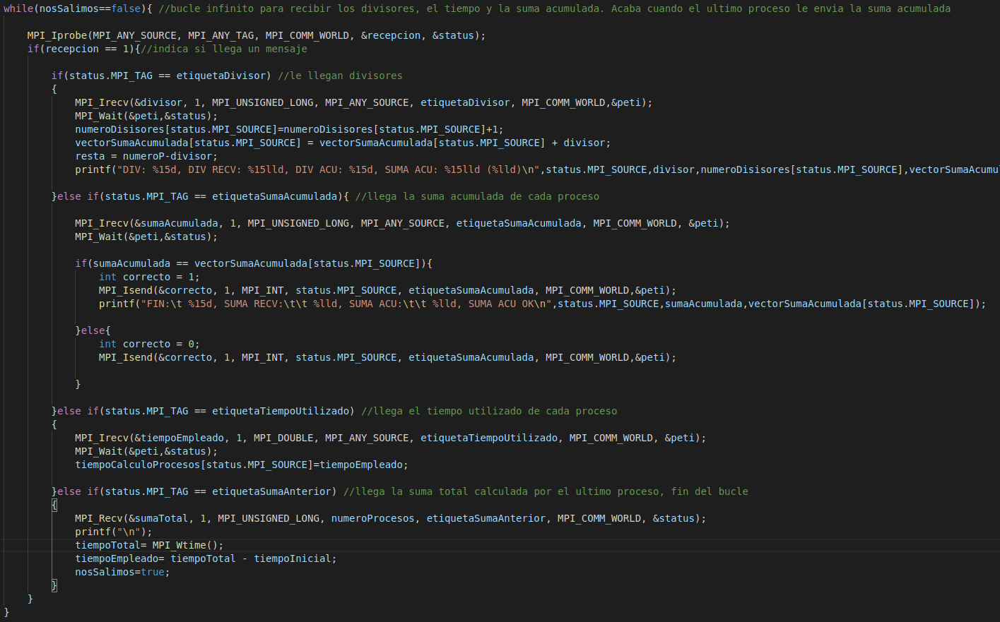 while(nosSalimos==false){ //bucle infinito para recibir los divisores, el tiempo y la suma acumulada. Acaba cuando el ultimo proceso le envia la suma acumulada
MPI_Iprobe(MPI_ANY_SOURCE, MPI_ANY_TAG, MPI_COMM_WORLD, &recepcion, &status);
if(recepcion == 1){//indica si llega un mensaje
if(status.MPI_TAG == etiquetaDivisor) //le llegan divisores
{
MPI_Irecv(&divisor, 1, MPI_UNSIGNED_LONG, MPI_ANY_SOURCE, etiquetaDivisor, MPI_COMM_WORLD,&peti);
MPI_Wait(&peti,&status);
numeroDisisores[status.MPI_SOURCE]=numeroDisisores[status.MPI_SOURCE]+1;
vectorSumaAcumulada[status.MPI_SOURCE] = vectorSumaAcumulada[status.MPI_SOURCE] + divisor;
resta = numeroP-divisor;
printf("DIV: %15d, DIV RECV: %15lld, DIV ACU: %15d, SUMA ACU: %15lld (%lld)\n",status.MPI_SOURCE,divisor,numeroDisisores[status.MPI_SOURCE],vectorSumaAcumul
}else if(status.MPI_TAG == etiquetaSumaAcumulada){ //llega la suma acumulada de cada proceso
MPI_Irecv(&sumaAcumulada, 1, MPI_UNSIGNED_LONG, MPI_ANY_SOURCE, etiquetaSumaAcumulada, MPI_COMM_WORLD, &peti);
MPI_Wait(&peti,&status);
if(sumaAcumulada == vectorSumaAcumulada[status.MPI_SOURCE]){
int correcto = 1;
MPI_Isend(&correcto, 1, MPI_INT, status.MPI_SOURCE, etiquetaSumaAcumulada, MPI_COMM_WORLD,&peti);
printf("FIN:\t %15d, SUMA RECV:\t\t %lld, SUMA ACU:\t\t %lld, SUMA ACU OK\n",status.MPI_SOURCE,sumaAcumulada,vectorSumaAcumulada[status.MPI_SOURCE]);
}else{
int correcto = 0;
MPI_Isend(&correcto, 1, MPI_INT, status.MPI_SOURCE, etiquetaSumaAcumulada, MPI_COMM_WORLD,&peti);
}
}else if(status.MPI_TAG == etiquetaTiempoUtilizado) //llega el tiempo utilizado de cada proceso
{
MPI_Irecv(&tiempoEmpleado, 1, MPI_DOUBLE, MPI_ANY_SOURCE, etiquetaTiempoUtilizado, MPI_COMM_WORLD, &peti);
MPI_Wait(&peti,&status);
tiempoCalculoProcesos[status.MPI_SOURCE]=tiempoEmpleado;
}else if(status.MPI_TAG == etiquetaSumaAnterior) //llega la suma total calculada por el ultimo proceso, fin del bucle
{
MPI_Recv(&sumaTotal, 1, MPI_UNSIGNED_LONG, numeroProcesos, etiquetaSumaAnterior, MPI_COMM_WORLD, &status);
printf("\n");
tiempoTotal= MPI_Wtime();
tiempoEmpleado= tiempoTotal - tiempoInicial;
nosSalimos=true;
}
}
}